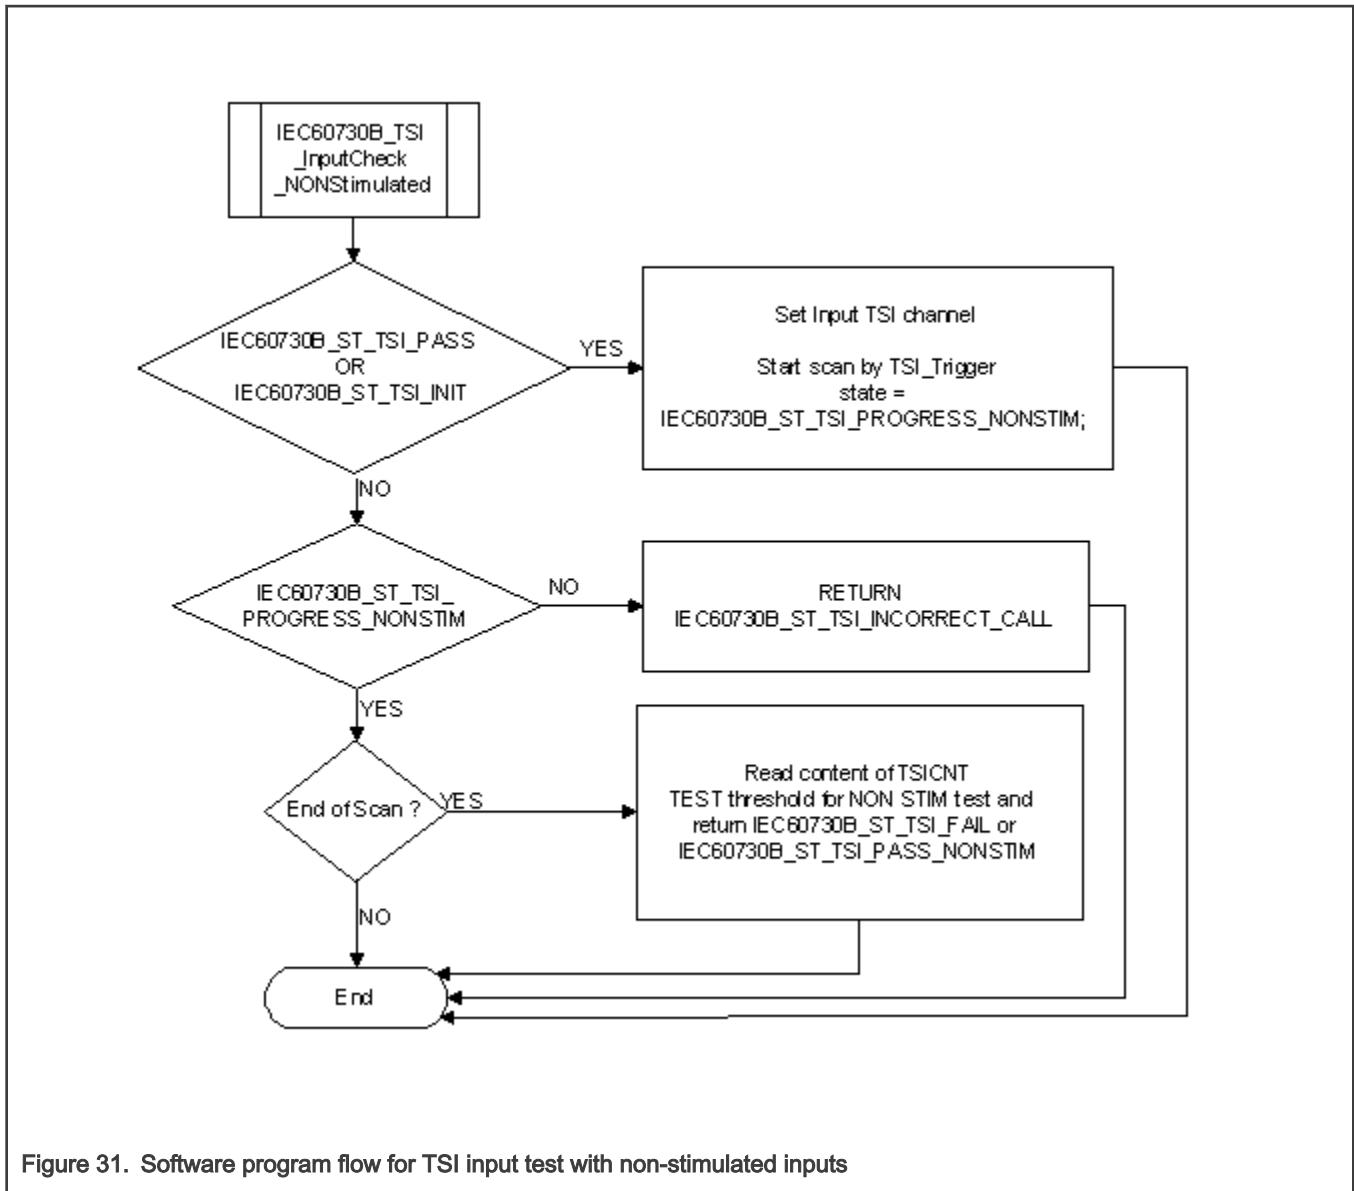 IEC60730B_TSI
_InputCheck
_NONStimulated
IEC60730B_ST_TSI_PASS
OR
IEC60730B_ST_TSI_INIT
YES
Set Input TSI channel
Start scan by TSI_Trigger
state =
IEC60730B_ST_TSI_PROGRESS_NONSTIM;
NO
IEC60730B_ST_TSI_
PROGRESS_NONSTIM
NO
RETURN
IEC60730B_ST_TSI_INCORRECT_CALL
YES
End of Scan ?
YES
Read content of TSICNT
TEST threshold for NON STIM test and
return IEC60730B_ST_TSI_FAIL or
IEC60730B_ST_TSI_PASS_NONSTIM
NO
End
Figure 31. Software program flow for TSI input test with non-stimulated inputs